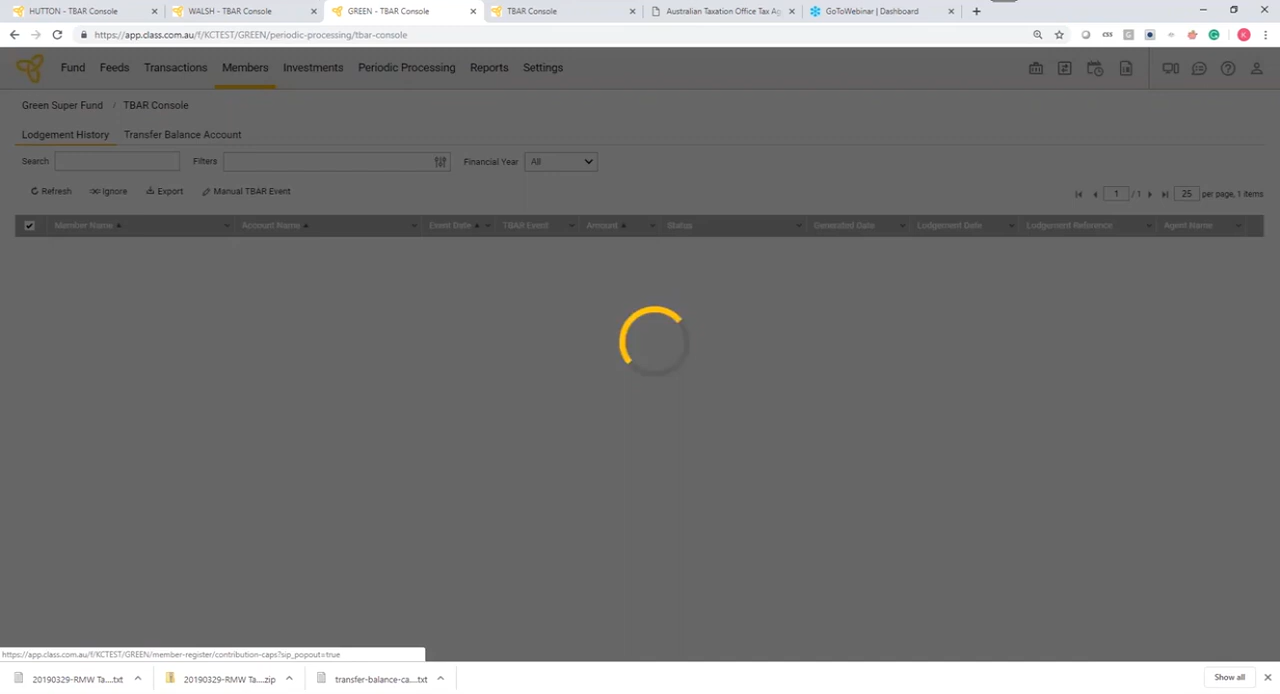 HUTTON - TBAR Console
WALSH - TBAR Console
GREEN - TBAR Console
TBAR Console
Australian Taxation Office Tax Ag
GoToWebinar | Dashboard
https://app.class.com.au/f/KCTEST/GREEN/periodic-processing/tbar-console
css
K
Fund Feeds Transactions Members Investments Periodic Processing Reports Settings
Green Super Fund / TBAR Console
Lodgement History Transfer Balance Account
Search Filters Financial Year All
Refresh Ignore Export Manual TBAR Event
1 / 1 25 per page, 1 items
Member Name Account Name Event Date TBAR Event Amount Status Generated Date Lodgement Date Lodgement Reference Agent Name
https://app.class.com.au/f/KCTEST/GREEN/member-register/contribution-caps?sip_popout=true
20190329-RMW Ta....txt
20190329-RMW Ta....zip
transfer-balance-ca....txt
Show all